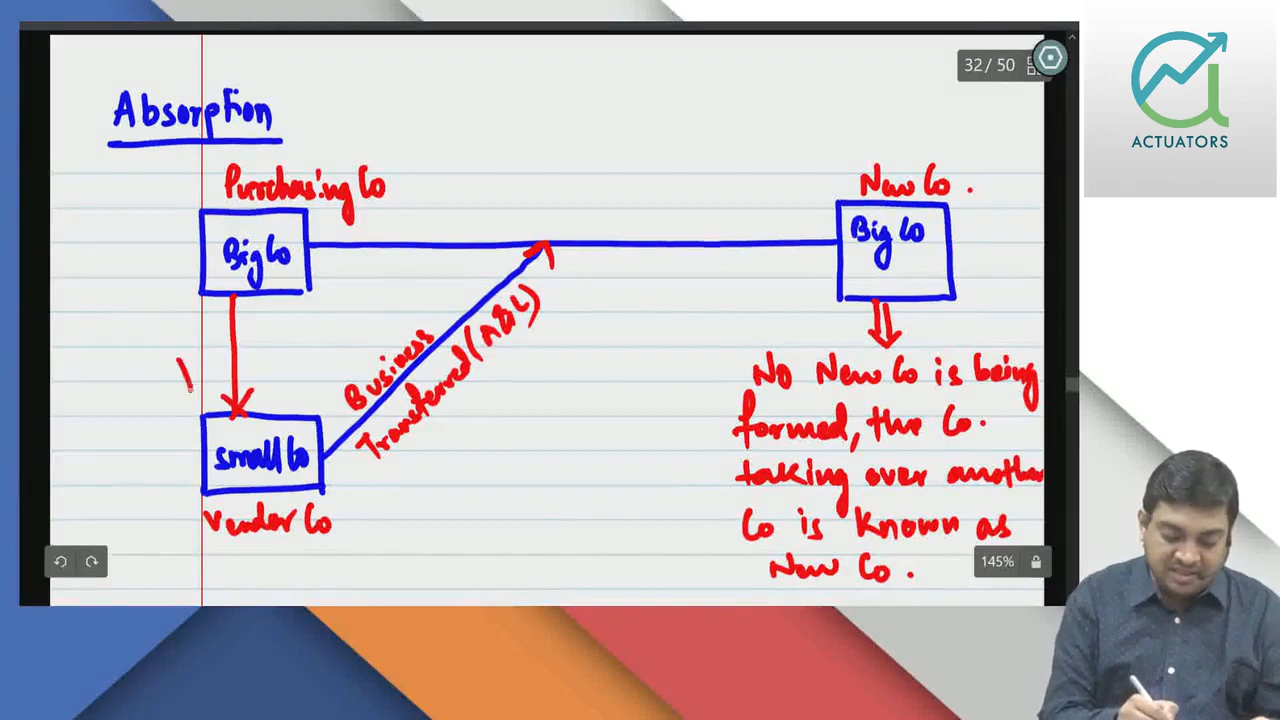 32 / 50
ACTUATORS
Absorption
Purchasing Co
New Co.
Big Co
Big Co
Business
Transferred (A&L)
No New Co is being
formed, the Co.
taking over another
Co is known as
New Co.
Small Co
Vendor Co
145%